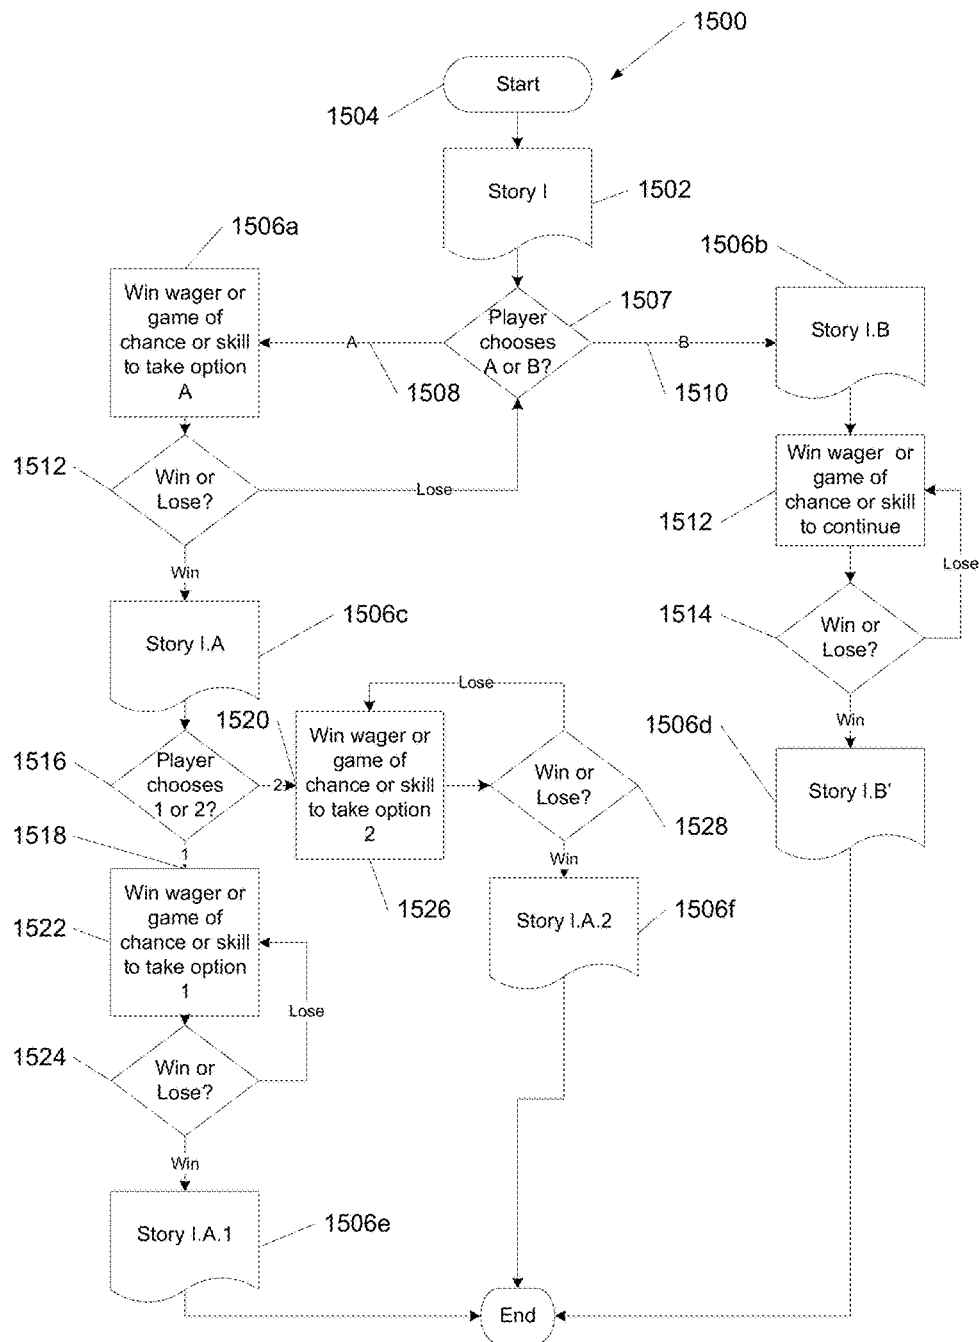 1500
Start
1504
Story I
1502
1506a
1506b
Win wager or
game of
chance or skill
to take option
A
Player
chooses
A or B?
1507
Story I.B
A
B
1508
1510
1512
Win or
Lose?
Lose
Win wager or
game of
chance or skill
to continue
1512
Lose
Win
1506c
1514
Win or
Lose?
Story I.A
Lose
1520
Win
1506d
1516
Player
chooses
1 or 2?
2
Win wager or
game of
chance or skill
to take option
2
Win or
Lose?
1528
Story I.B'
1518
1
Win
1526
1506f
1522
Win wager or
game of
chance or skill
to take option
1
Story I.A.2
Lose
1524
Win or
Lose?
Win
Story I.A.1
1506e
End